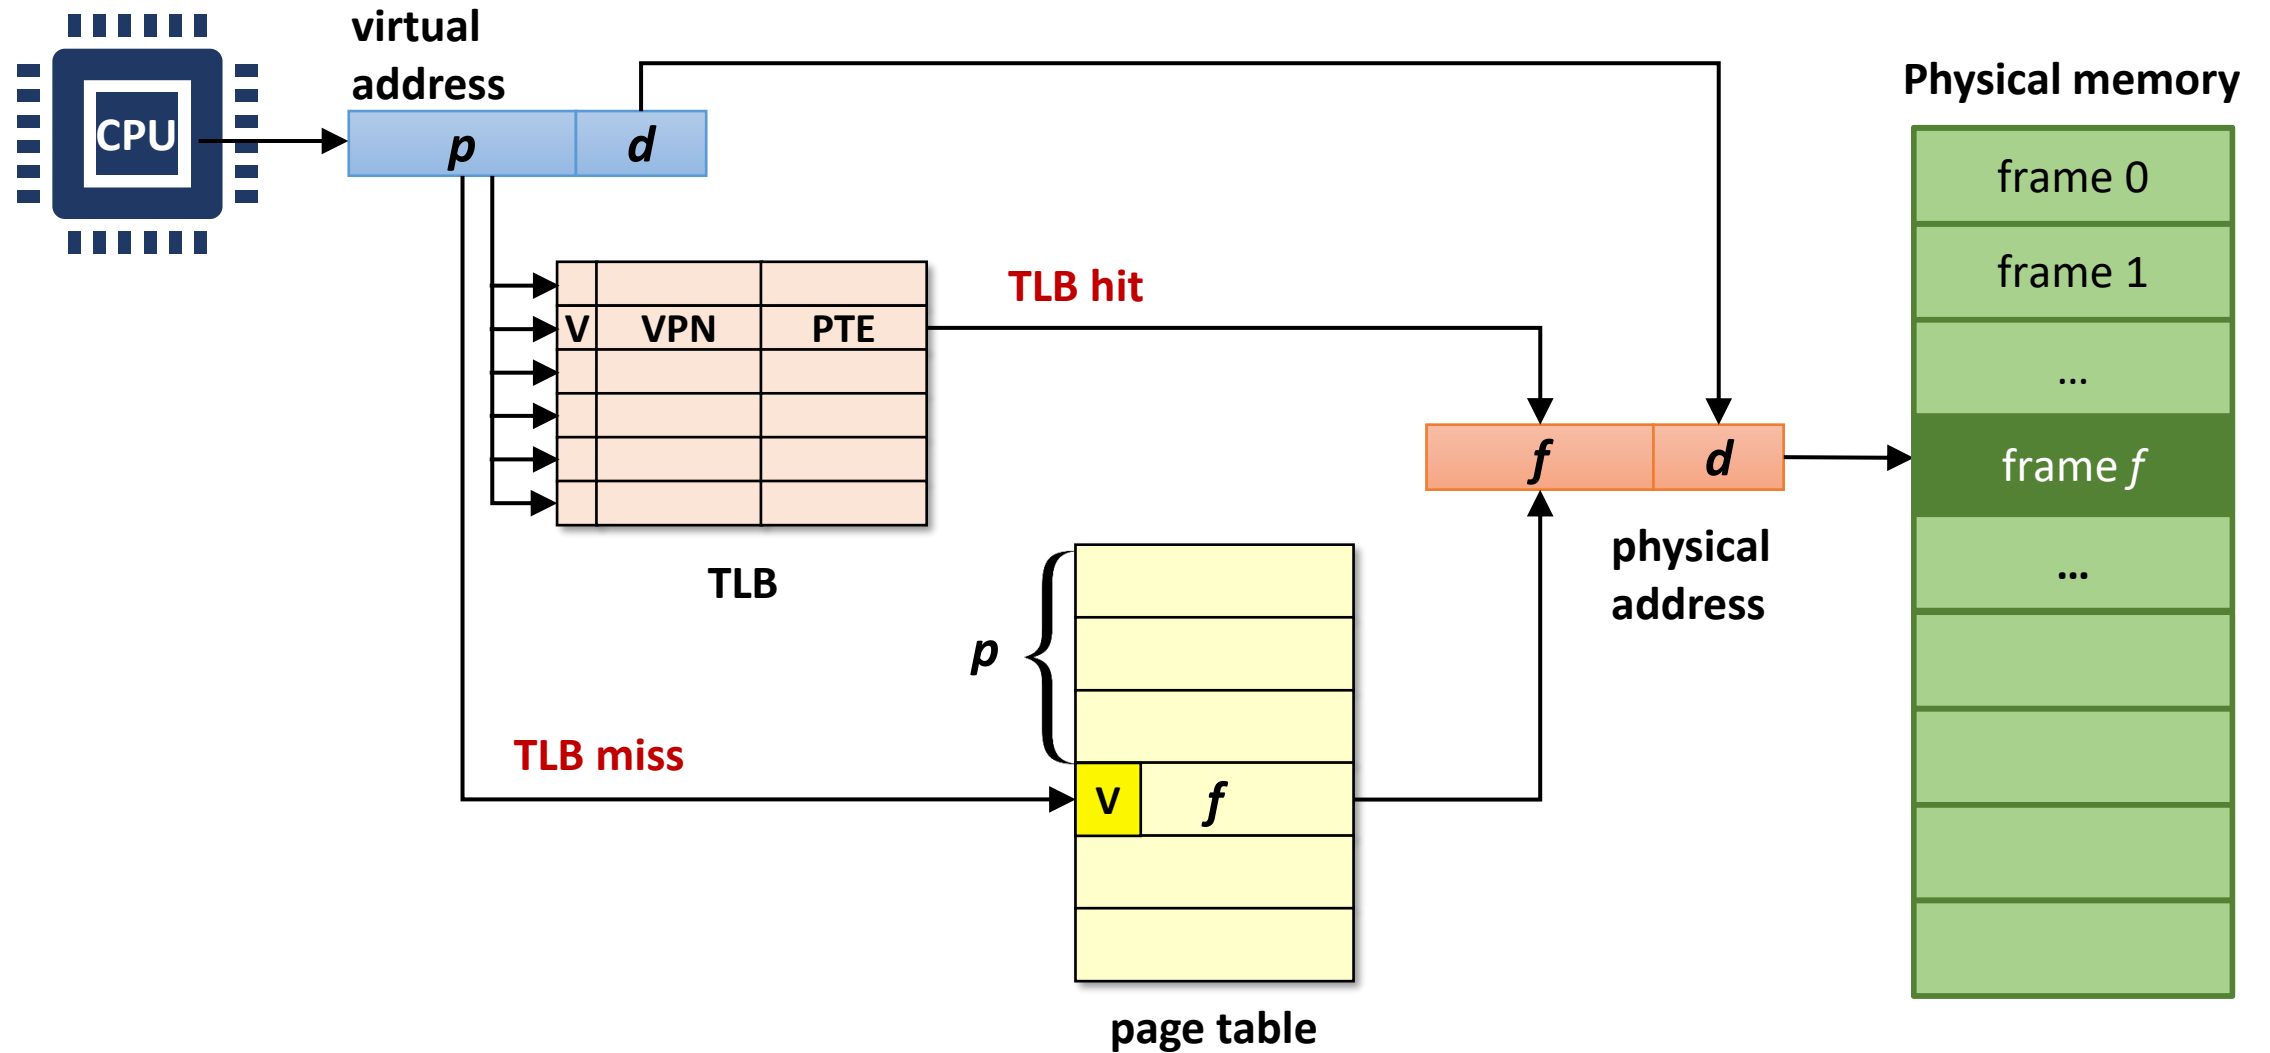 virtual
address
CPU
p
d
Physical memory
frame 0
frame 1
...
frame f
...
TLB hit
V
VPN
PTE
TLB
f
d
physical
address
p
TLB miss
V
f
page table